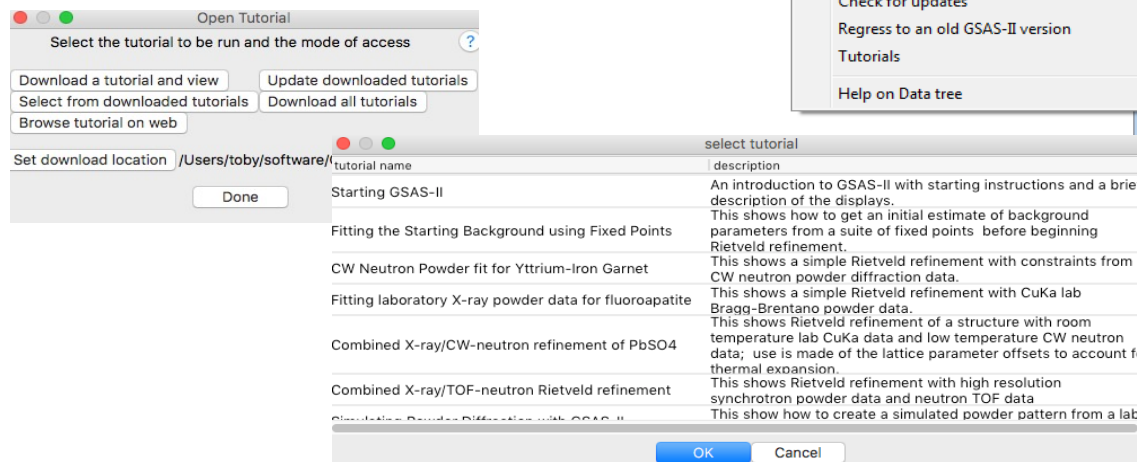 Open Tutorial
Select the tutorial to be run and the mode of access
?
Download a tutorial and view
Update downloaded tutorials
Select from downloaded tutorials
Download all tutorials
Browse tutorial on web
Set download location
/Users/toby/software/
Done
Check for updates
Regress to an old GSAS-II version
Tutorials
Help on Data tree
select tutorial
tutorial name
description
Starting GSAS-II
An introduction to GSAS-II with starting instructions and a brie
description of the displays.
Fitting the Starting Background using Fixed Points
This shows how to get an initial estimate of background
parameters from a suite of fixed points before beginning
Rietveld refinement.
CW Neutron Powder fit for Yttrium-Iron Garnet
This shows a simple Rietveld refinement with constraints from
CW neutron powder diffraction data.
Fitting laboratory X-ray powder data for fluoroapatite
This shows a simple Rietveld refinement with CuKa lab
Bragg-Brentano powder data.
Combined X-ray/CW-neutron refinement of PbSO4
This shows Rietveld refinement of a structure with room
temperature lab CuKa data and low temperature CW neutron
data; use is made of the lattice parameter offsets to account f
thermal expansion.
Combined X-ray/TOF-neutron Rietveld refinement
This shows Rietveld refinement with high resolution
synchrotron powder data and neutron TOF data
Simulating Powder Diffraction with GSAS-II
This show how to create a simulated powder pattern from a lab
OK
Cancel